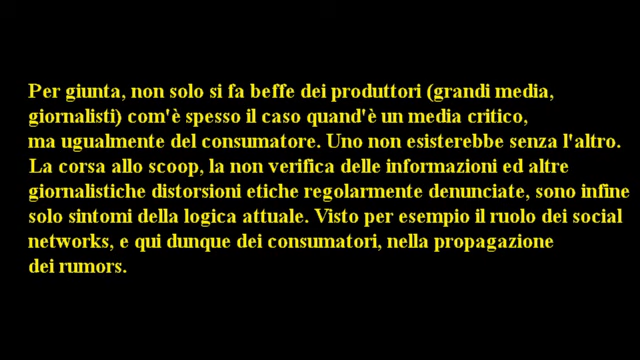 Per giunta, non solo si fa beffe dei produttori (grandi media,
giornalisti) com'è spesso il caso quand'è un media critico,
ma ugualmente del consumatore. Uno non esisterebbe senza l'altro.
La corsa allo scoop, la non verifica delle informazioni ed altre
giornalistiche distorsioni etiche regolarmente denunciate, sono infine
solo sintomi della logica attuale. Visto per esempio il ruolo dei social
networks, e qui dunque dei consumatori, nella propagazione
dei rumors.